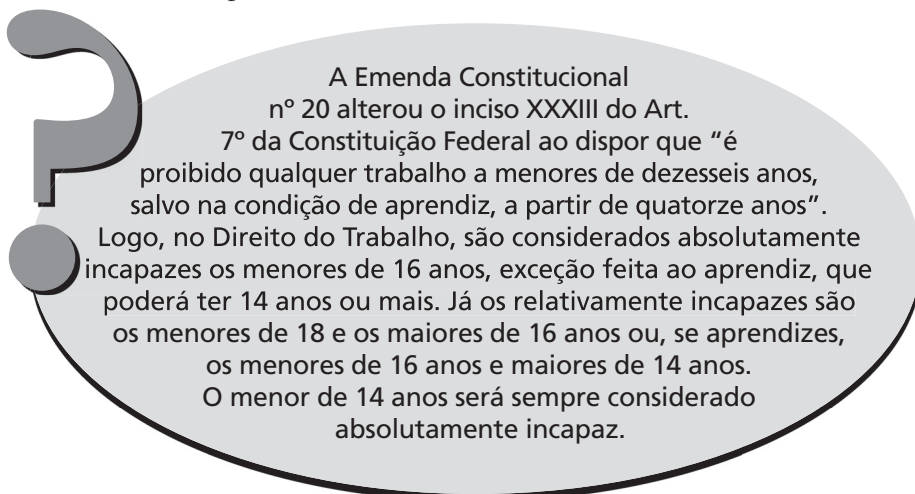 A Emenda Constitucional
nº 20 alterou o inciso XXXIII do Art.
7º da Constituição Federal ao dispor que “é
proibido qualquer trabalho a menores de dezesseis anos,
salvo na condição de aprendiz, a partir de quatorze anos”.
Logo, no Direito do Trabalho, são considerados absolutamente
incapazes os menores de 16 anos, exceção feita ao aprendiz, que
poderá ter 14 anos ou mais. Já os relativamente incapazes são
os menores de 18 e os maiores de 16 anos ou, se aprendizes,
os menores de 16 anos e maiores de 14 anos.
O menor de 14 anos será sempre considerado
absolutamente incapaz.